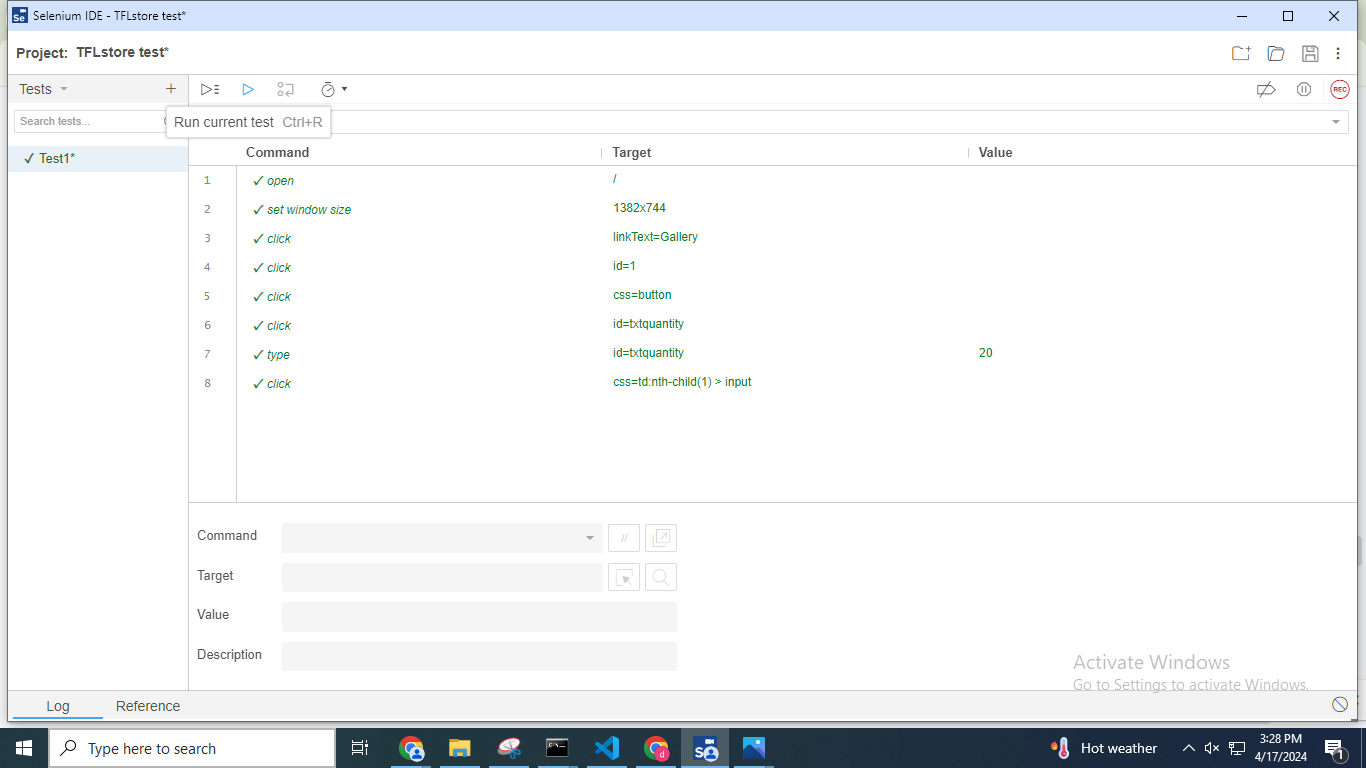 Selenium IDE - TFLstore test*
Project: TFLstore test*
Tests
Search tests...
Run current test Ctrl+R
REC
Test1*
Command Target Value
1 ✓ open /
2 ✓ set window size 1382x744
3 ✓ click linkText=Gallery
4 ✓ click id=1
5 ✓ click css=button
6 ✓ click id=txtquantity
7 ✓ type id=txtquantity 20
8 ✓ click css=td:nth-child(1) > input
Command
//
Target
Value
Description
Activate Windows
Go to Settings to activate Windows.
Log Reference
Type here to search
Hot weather
3:28 PM
4/17/2024
1